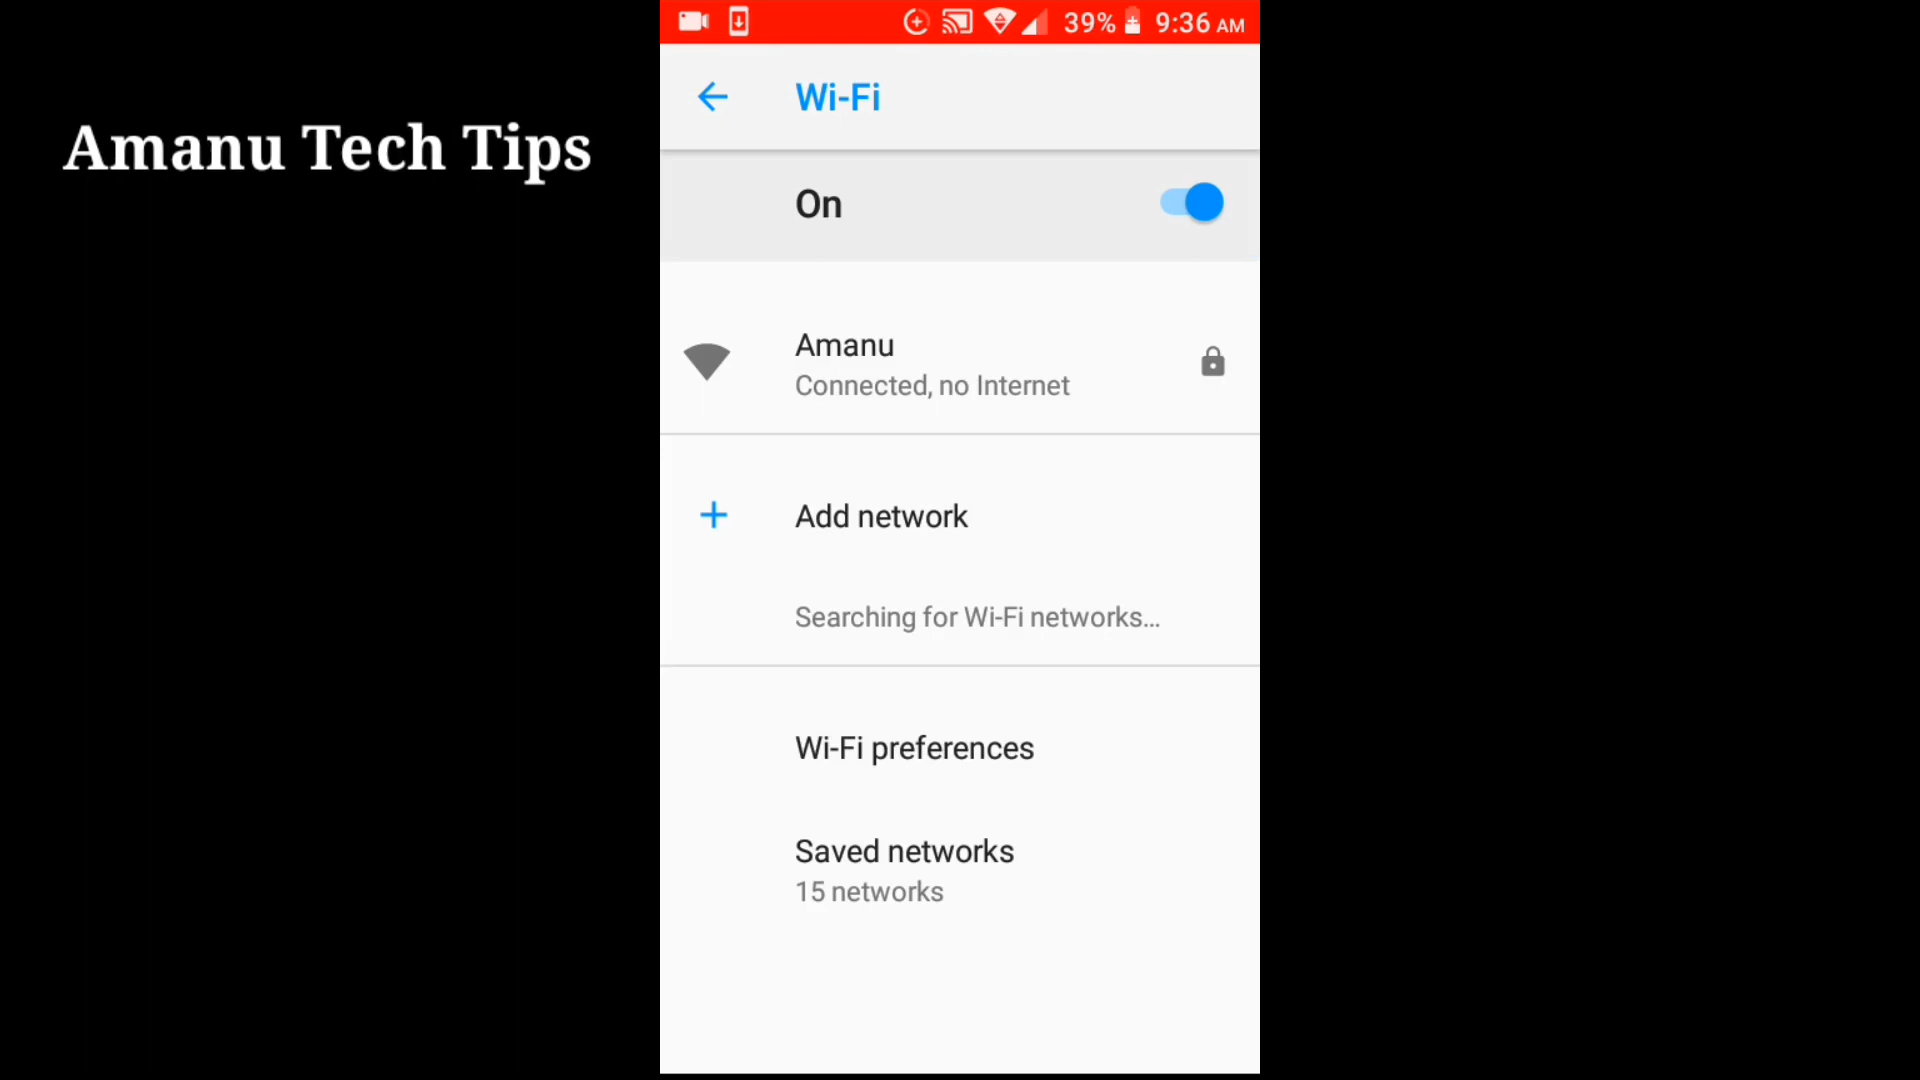 Amanu Tech Tips
39% 9:36 AM
Wi-Fi
On
Amanu
Connected, no Internet
Add network
Searching for Wi-Fi networks...
Wi-Fi preferences
Saved networks
15 networks